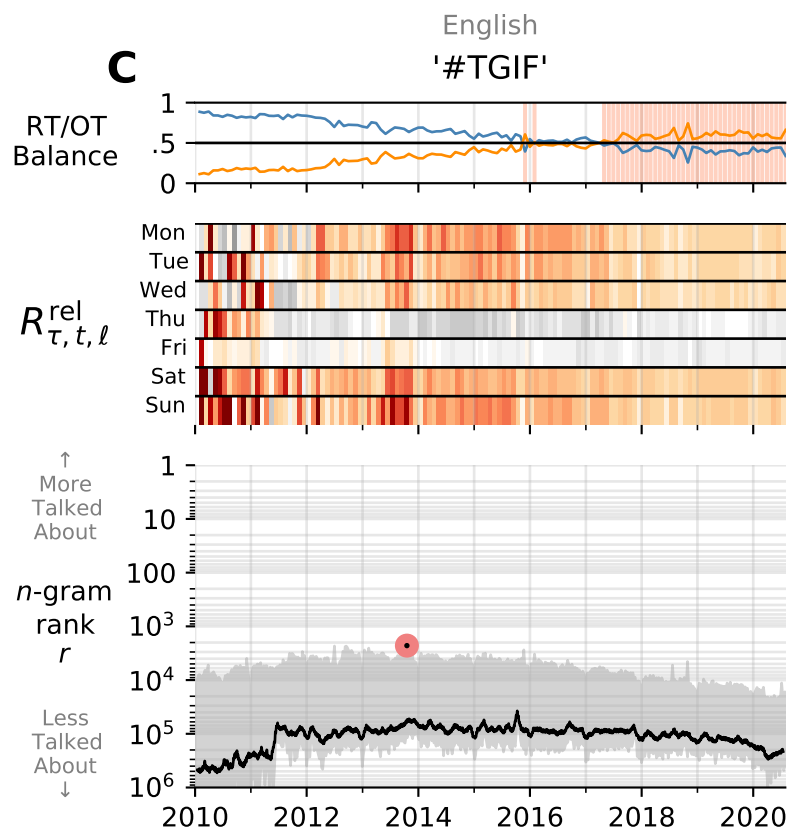 English
C
'#TGIF'
RT/OT
Balance
1
.5
0
Mon
Tue
Wed
Thu
Fri
Sat
Sun
R^rel_τ, t, ℓ
↑
More
Talked
About
n-gram
rank
r
Less
Talked
About
↓
1
10
100
10³
10⁴
10⁵
10⁶
2010 2012 2014 2016 2018 2020